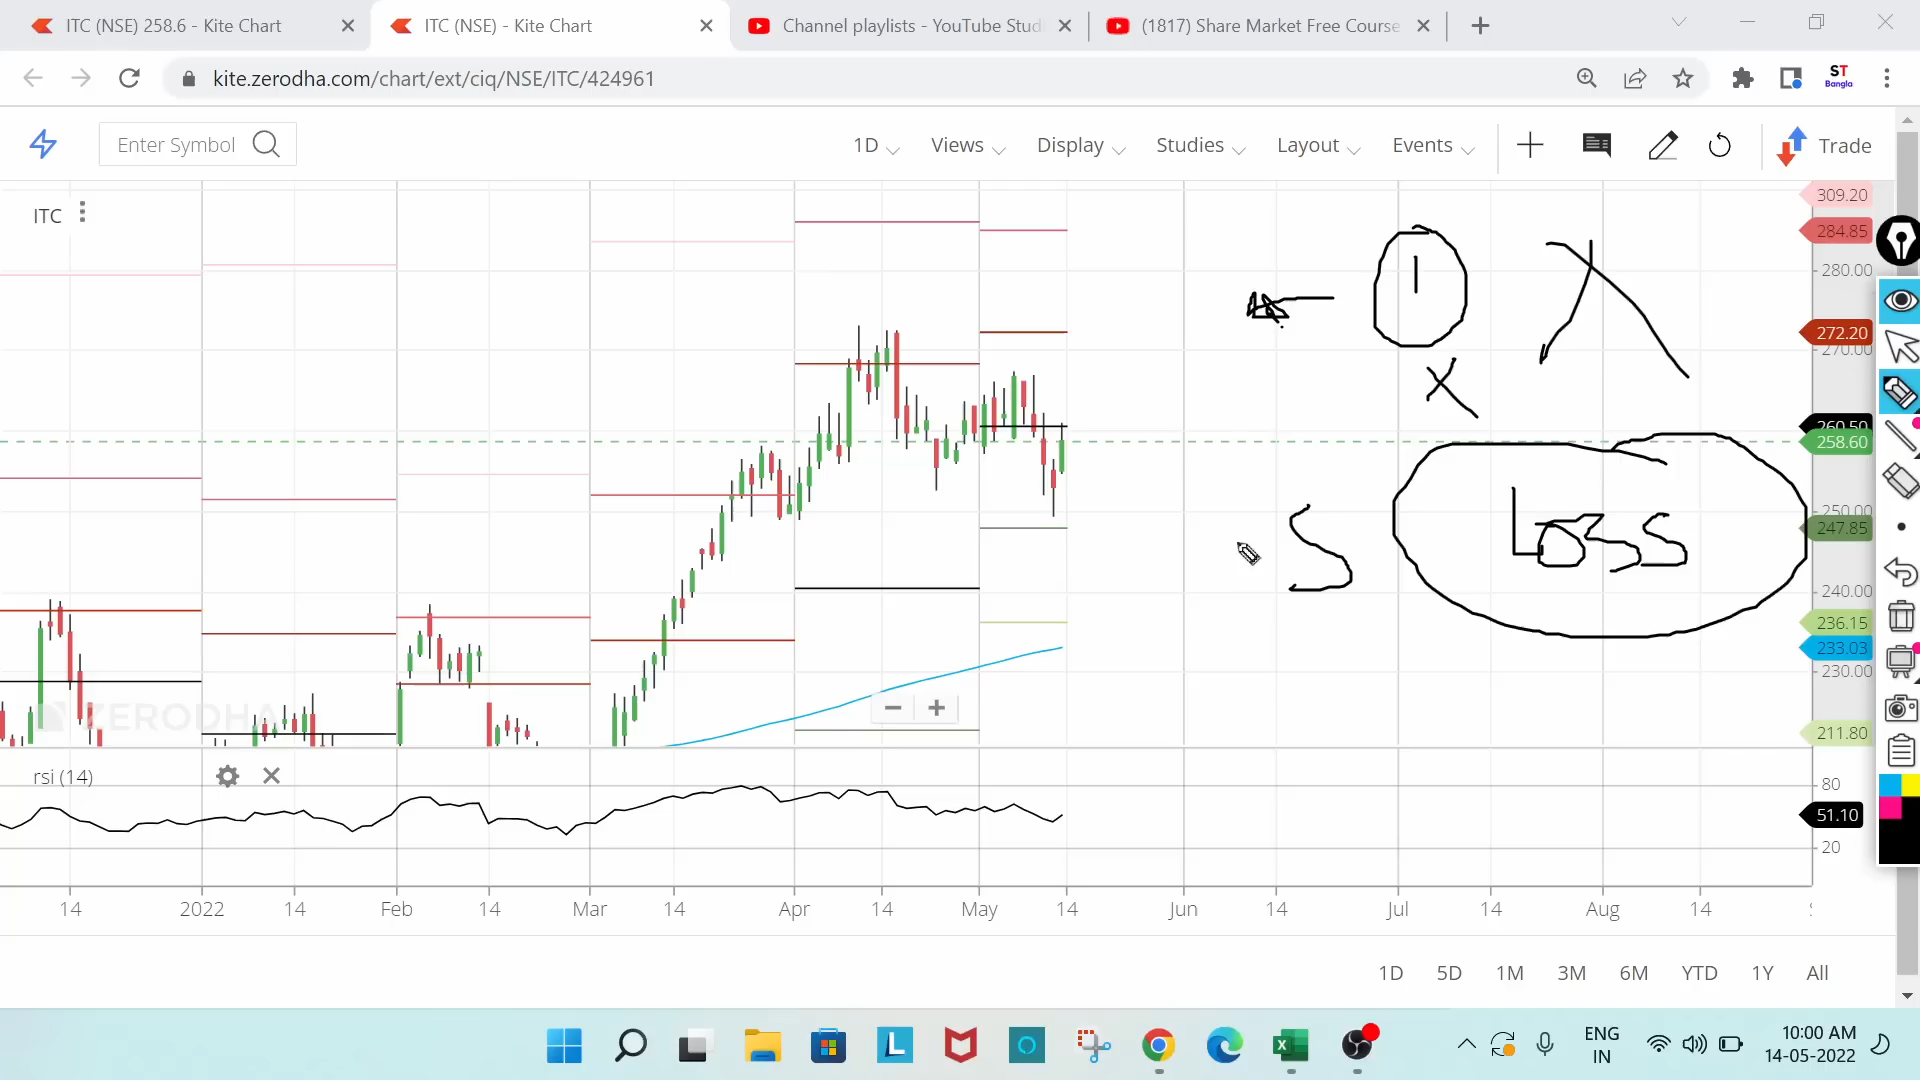 ITC (NSE) 258.6 - Kite Chart
ITC (NSE) - Kite Chart
Channel playlists - YouTube Studi
(1817) Share Market Free Course
kite.zerodha.com/chart/ext/ciq/NSE/ITC/424961
ST
Bangla
Enter Symbol
1D Views Display Studies Layout Events
Trade
ITC
309.20
284.85
280.00
272.20
270.00
260.50
258.60
250.00
247.85
240.00
236.15
233.03
230.00
211.80
1
X
S
Loss
ZERODHA
rsi (14)
80
51.10
20
14 2022 14 Feb 14 Mar 14 Apr 14 May 14 Jun 14 Jul 14 Aug 14
1D 5D 1M 3M 6M YTD 1Y All
ENG
IN
10:00 AM
14-05-2022